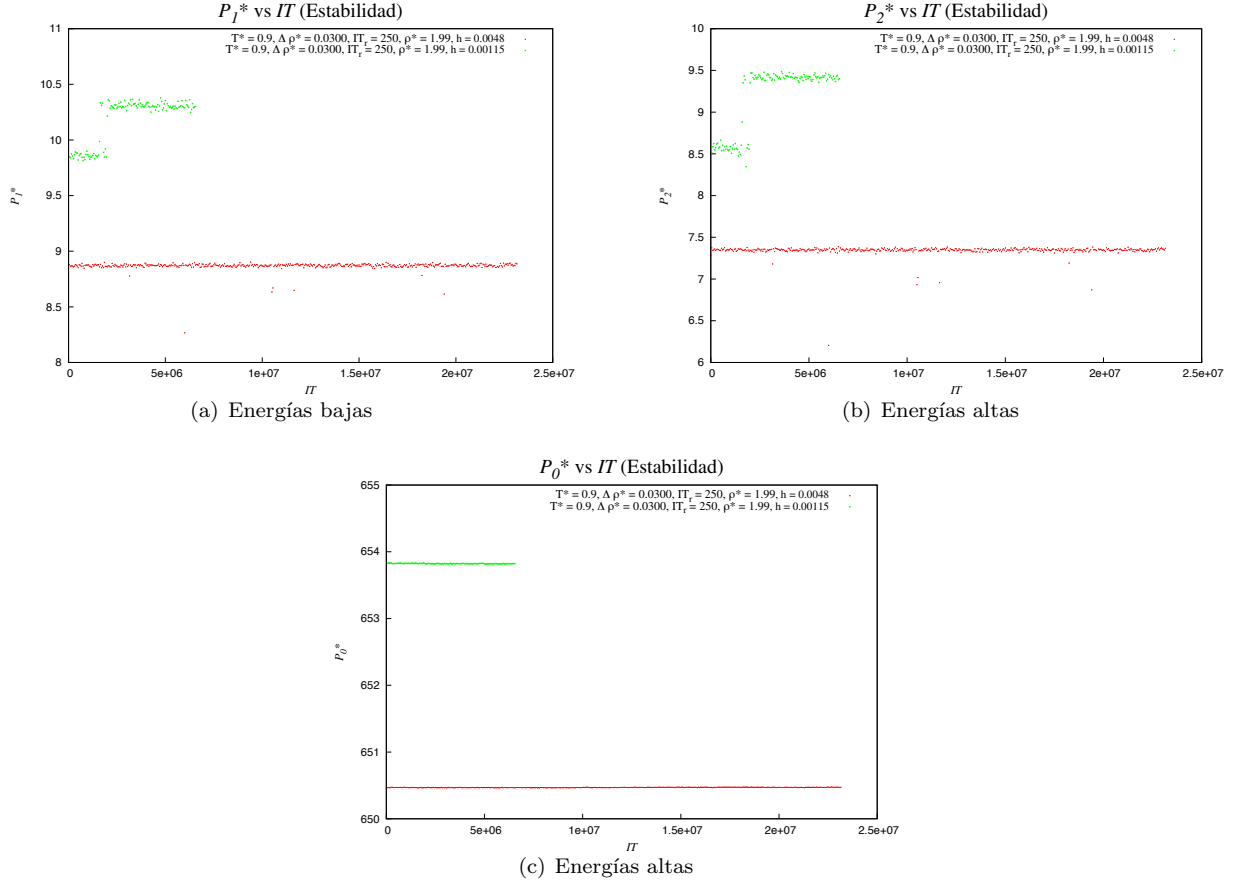 P₁* vs IT (Estabilidad)
11
10.5
10
9.5
9
8.5
8
P₁*
T* = 0.9, Δ ρ* = 0.0300, ITᵣ = 250, ρ* = 1.99, h = 0.0048
T* = 0.9, Δ ρ* = 0.0300, ITᵣ = 250, ρ* = 1.99, h = 0.00115
0 5e+06 1e+07 1.5e+07 2e+07 2.5e+07
IT
(a) Energías bajas
P₂* vs IT (Estabilidad)
10
9.5
9
8.5
8
7.5
7
6.5
6
P₂*
T* = 0.9, Δ ρ* = 0.0300, ITᵣ = 250, ρ* = 1.99, h = 0.0048
T* = 0.9, Δ ρ* = 0.0300, ITᵣ = 250, ρ* = 1.99, h = 0.00115
0 5e+06 1e+07 1.5e+07 2e+07 2.5e+07
IT
(b) Energías altas
P₀* vs IT (Estabilidad)
655
654
653
652
651
650
P₀*
T* = 0.9, Δ ρ* = 0.0300, ITᵣ = 250, ρ* = 1.99, h = 0.0048
T* = 0.9, Δ ρ* = 0.0300, ITᵣ = 250, ρ* = 1.99, h = 0.00115
0 5e+06 1e+07 1.5e+07 2e+07 2.5e+07
IT
(c) Energías altas